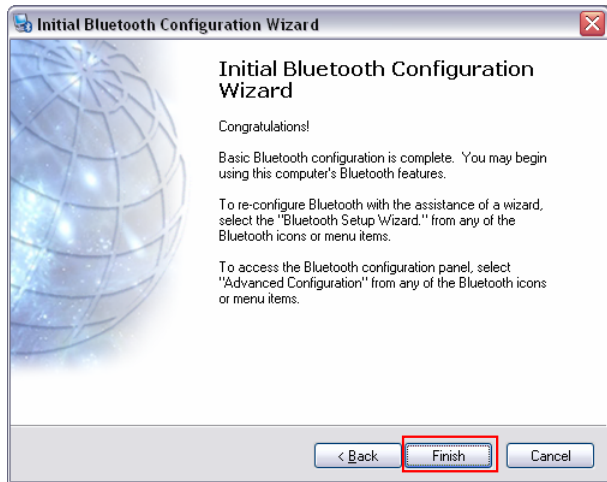 Initial Bluetooth Configuration Wizard
Initial Bluetooth Configuration
Wizard
Congratulations!
Basic Bluetooth configuration is complete.  You may begin
using this computer's Bluetooth features.
To re-configure Bluetooth with the assistance of a wizard,
select the "Bluetooth Setup Wizard." from any of the
Bluetooth icons or menu items.
To access the Bluetooth configuration panel, select
"Advanced Configuration" from any of the Bluetooth icons
or menu items.
< Back Finish Cancel